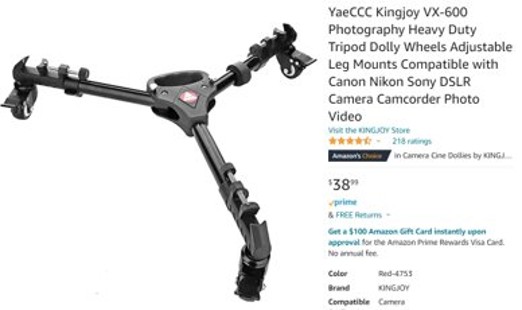 YaeCCC Kingjoy VX-600
Photography Heavy Duty
Tripod Dolly Wheels Adjustable
Leg Mounts Compatible with
Canon Nikon Sony DSLR
Camera Camcorder Photo
Video
Visit the KINGJOY Store
218 ratings
Amazon's Choice in Camera Cine Dollies by KINGJ...
$3899
prime
& FREE Returns
Get a $100 Amazon Gift Card instantly upon
approval for the Amazon Prime Rewards Visa Card.
No annual fee.
Color Red-4753
Brand KINGJOY
Compatible Camera